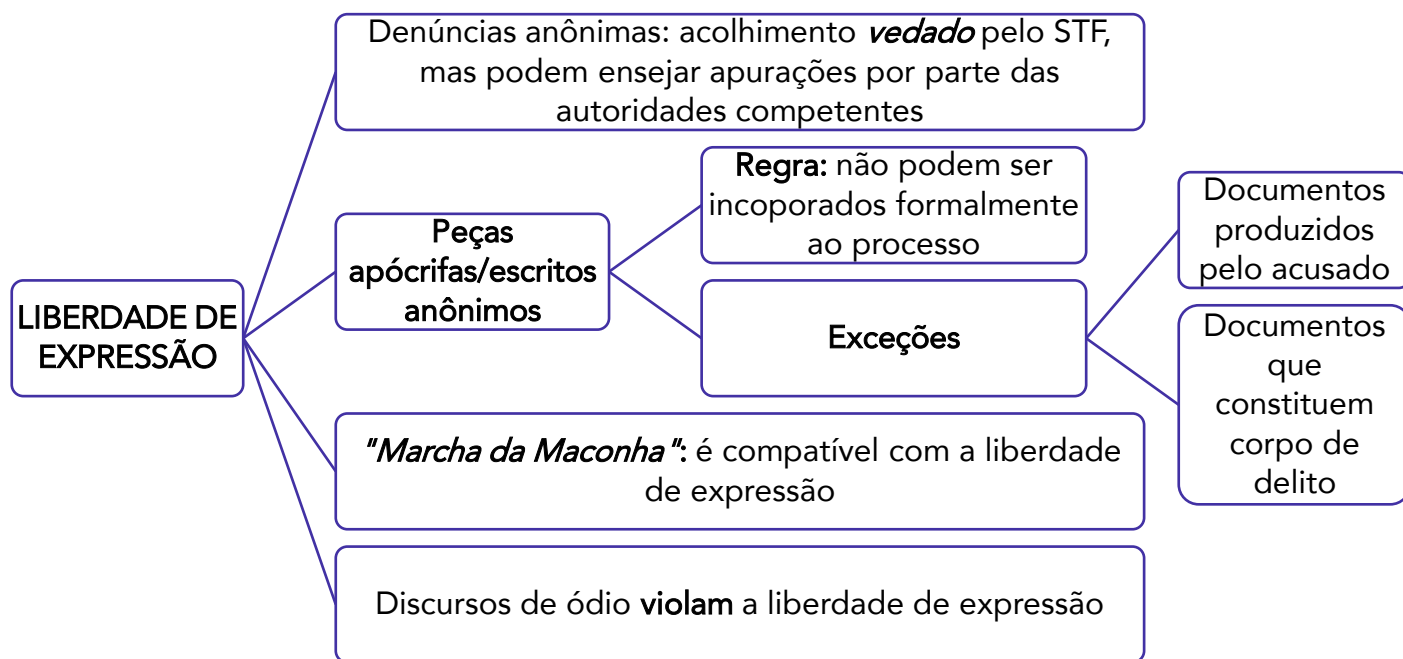 Denúncias anônimas: acolhimento vedado pelo STF,
mas podem ensejar apurações por parte das
autoridades competentes
LIBERDADE DE
EXPRESSÃO
Peças
apócrifas/escritos
anônimos
Regra: não podem ser
incoporados formalmente
ao processo
Exceções
Documentos
produzidos
pelo acusado
Documentos
que
constituem
corpo de
delito
"Marcha da Maconha": é compatível com a liberdade
de expressão
Discursos de ódio violam a liberdade de expressão